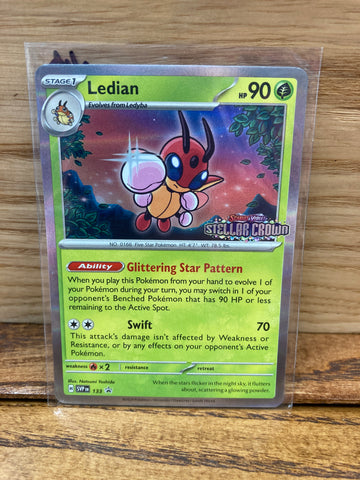 STAGE 1
Ledian
HP 90
Evolves from Ledyba
STELLAR CROWN
NO. 0166 Five Star Pokémon HT: 4'7" WT: 78.5 lbs.
Ability Glittering Star Pattern
When you play this Pokémon from your hand to evolve 1 of
your Pokémon during your turn, you may switch in 1 of your
opponent's Benched Pokémon that has 90 HP or less
remaining to the Active Spot.
Swift 70
This attack's damage isn't affected by Weakness or
Resistance, or by any effects on your opponent's Active
Pokémon.
weakness ×2 resistance retreat
Illus. Natsumi Yoshida
SVP EN 133
When the stars flicker in the night sky, it flutters
about, scattering a glowing powder.